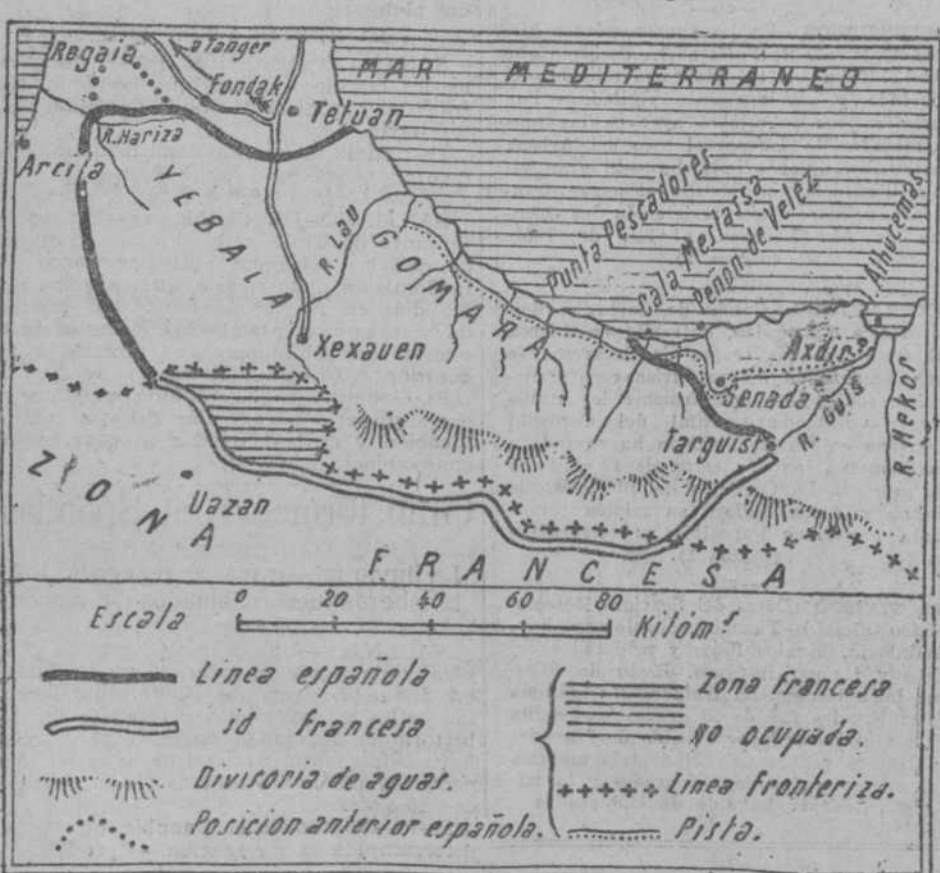 Regaia
a Tanger
Fondak
MAR MEDITERRANEO
Tetuan
R. Hariza
Arcila
YEBALA
R. Lau
GOMARA
Punta Pescadores
Cala Mestarsa
Peñon de Velez
I. Alhucemas
Xexauen
Axdir
Senada
R. Guis
R. Nekor
Targuist
Uazan
ZONA FRANCESA
Escala
0 20 40 60 80
Kilomˢ
Linea española
id francesa
Divisoria de aguas.
Posicion anterior española.
Zona francesa
no ocupada.
Linea fronteriza.
Pista.